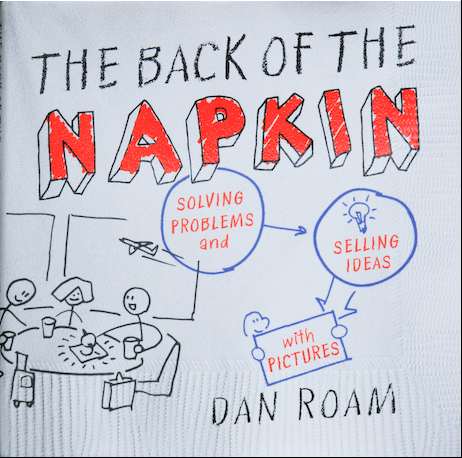 THE BACK OF THE
NAPKIN
SOLVING
PROBLEMS
and
SELLING
IDEAS
with
PICTURES
DAN ROAM